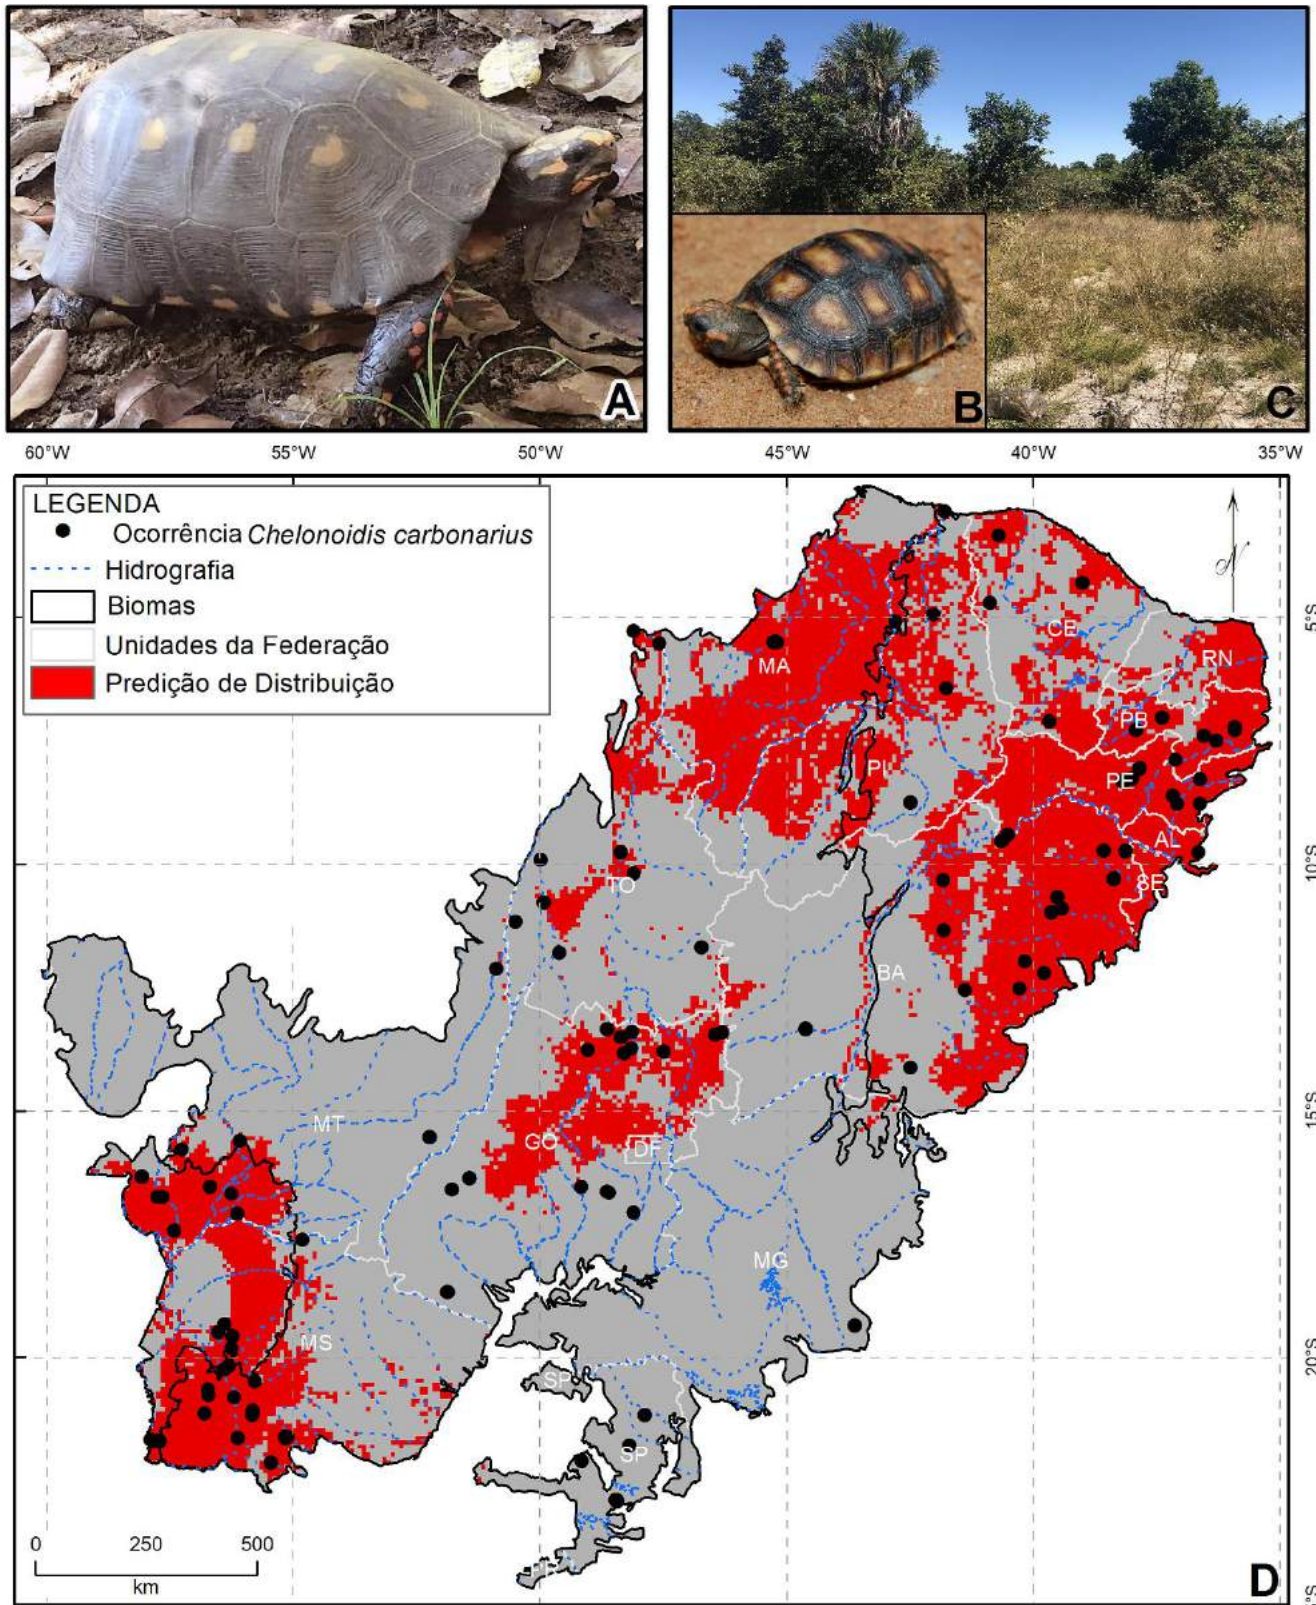 A
B
C
60°W
55°W
50°W
45°W
40°W
35°W
LEGENDA
Ocorrência Chelonoidis carbonarius
Hidrografia
Biomas
Unidades da Federação
Predição de Distribuição
N
5°S
CE
MA
RN
PB
PI
PE
AL
10°S
TO
SE
BA
MT
15°S
GO
DF
MG
MS
20°S
SP
SP
PR
0 250 500
km
D